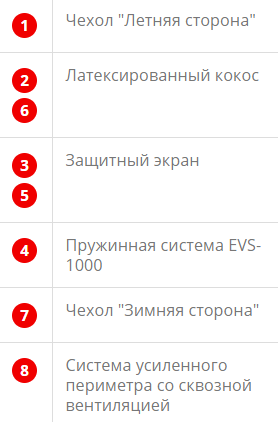 1 Чехол "Летняя сторона"
2 Латексированный кокос
6
3 Защитный экран
5
4 Пружинная система EVS-
1000
7 Чехол "Зимняя сторона"
8 Система усиленного
периметра со сквозной
вентиляцией